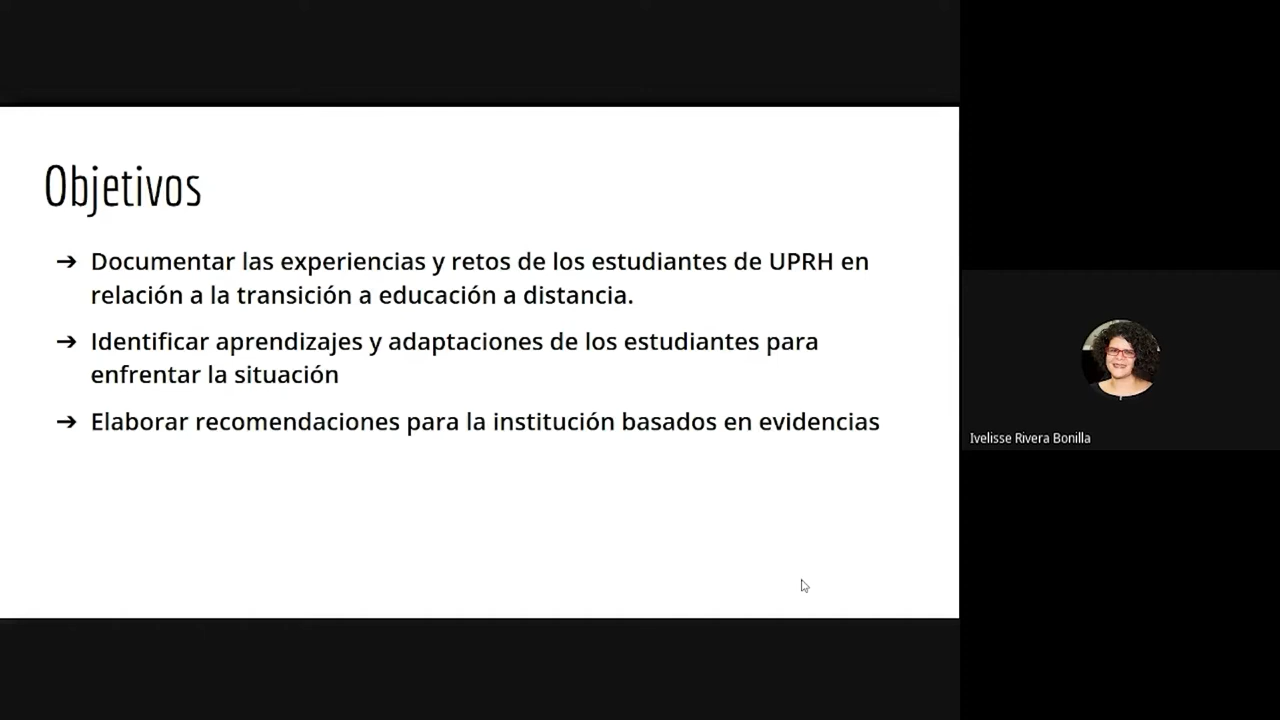 Objetivos
➔ Documentar las experiencias y retos de los estudiantes de UPRH en
relación a la transición a educación a distancia.
➔ Identificar aprendizajes y adaptaciones de los estudiantes para
enfrentar la situación
➔ Elaborar recomendaciones para la institución basados en evidencias
Ivelisse Rivera Bonilla